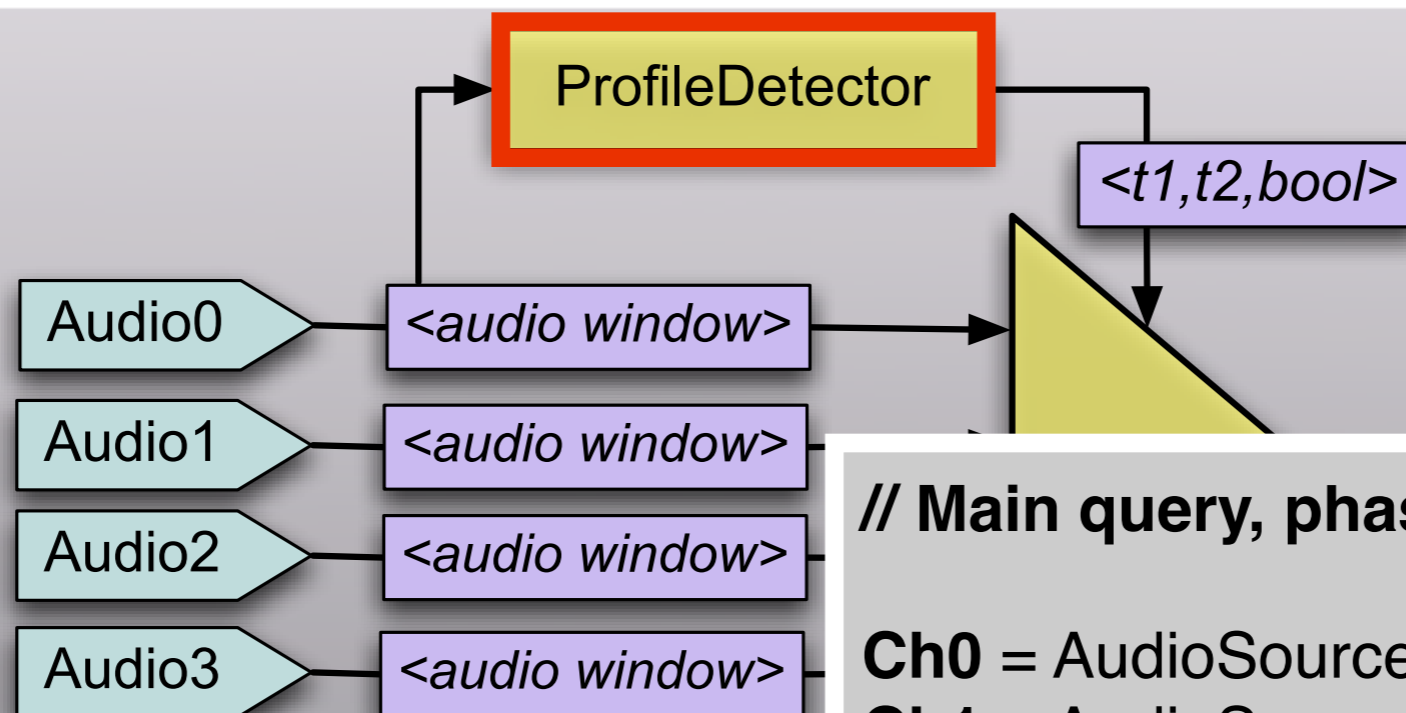 ProfileDetector
<t1,t2,bool>
Audio0
<audio window>
Audio1
<audio window>
Audio2
<audio window>
Audio3
<audio window>
// Main query,
Ch0 = AudioSource